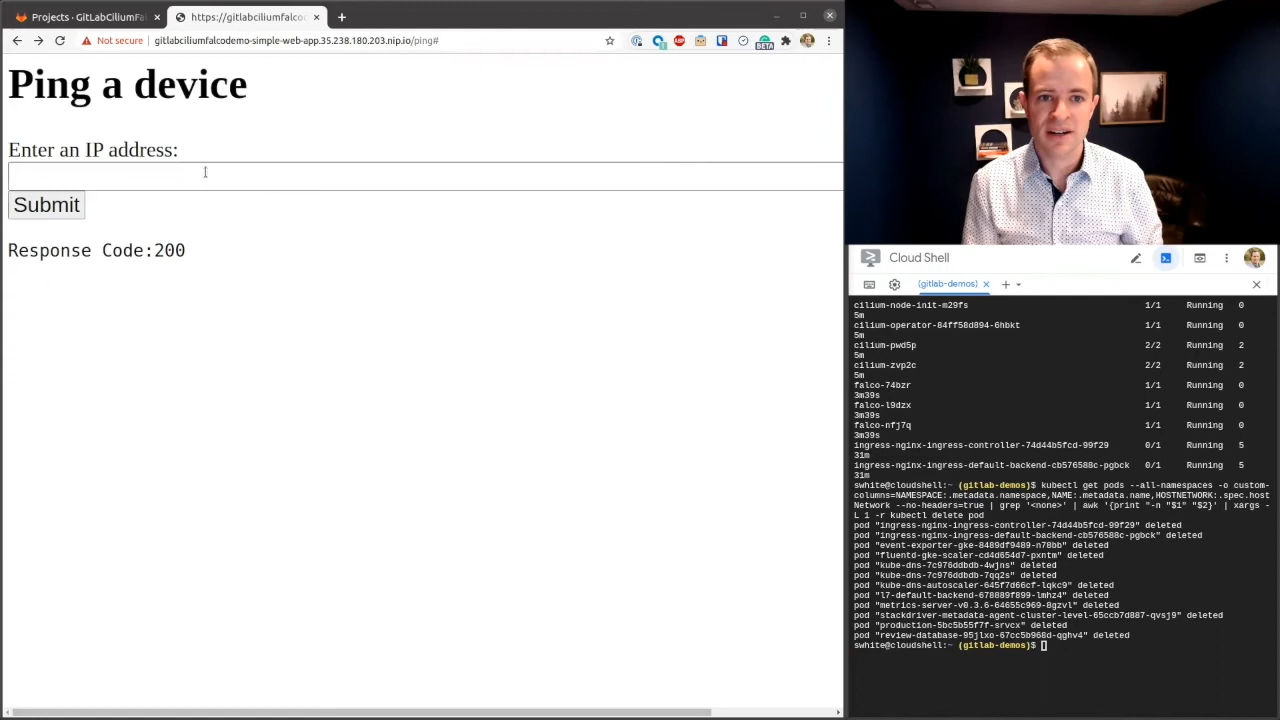 Projects · GitLabCiliumFal
https://gitlabciliumfalcodem
Not secure
gitlabciliumfalcodemo-simple-web-app.35.238.180.203.nip.io/ping#
BETA
Ping a device
Enter an IP address:
Submit
Response Code:200
Cloud Shell
(gitlab-demos)
cilium-node-init-m29fs 1/1 Running 0
5m
cilium-operator-84ff58d894-6hbkt 1/1 Running 0
5m
cilium-pwd5p 2/2 Running 2
5m
cilium-zvp2c 2/2 Running 2
5m
falco-74bzr 1/1 Running 0
3m39s
falco-l9dzx 1/1 Running 0
3m39s
falco-nfj7q 1/1 Running 0
3m39s
ingress-nginx-ingress-controller-74d44b5fcd-99f29 0/1 Running 5
31m
ingress-nginx-ingress-default-backend-cb576588c-pgbck 0/1 Running 5
31m
swhite@cloudshell:~ (gitlab-demos)$ kubectl get pods --all-namespaces -o custom-
columns=NAMESPACE:.metadata.namespace,NAME:.metadata.name,HOSTNETWORK:.spec.host
Network --no-headers=true | grep '<none>' | awk '{print "-n "$1" "$2}' | xargs -
L 1 -r kubectl delete pod
pod "ingress-nginx-ingress-controller-74d44b5fcd-99f29" deleted
pod "ingress-nginx-ingress-default-backend-cb576588c-pgbck" deleted
pod "event-exporter-gke-8489df9489-n78bb" deleted
pod "fluentd-gke-scaler-cd4d654d7-pxntm" deleted
pod "kube-dns-7c976ddbdb-4wjns" deleted
pod "kube-dns-7c976ddbdb-7qq2s" deleted
pod "kube-dns-autoscaler-645f7d66cf-lqkc9" deleted
pod "l7-default-backend-678889f899-lmhz4" deleted
pod "metrics-server-v0.3.6-64655c969-8gzvl" deleted
pod "stackdriver-metadata-agent-cluster-level-65ccb7d887-qvsj9" deleted
pod "production-5bc5b55f7f-srvcx" deleted
pod "review-database-95jlxo-67cc5b968d-qghv4" deleted
swhite@cloudshell:~ (gitlab-demos)$